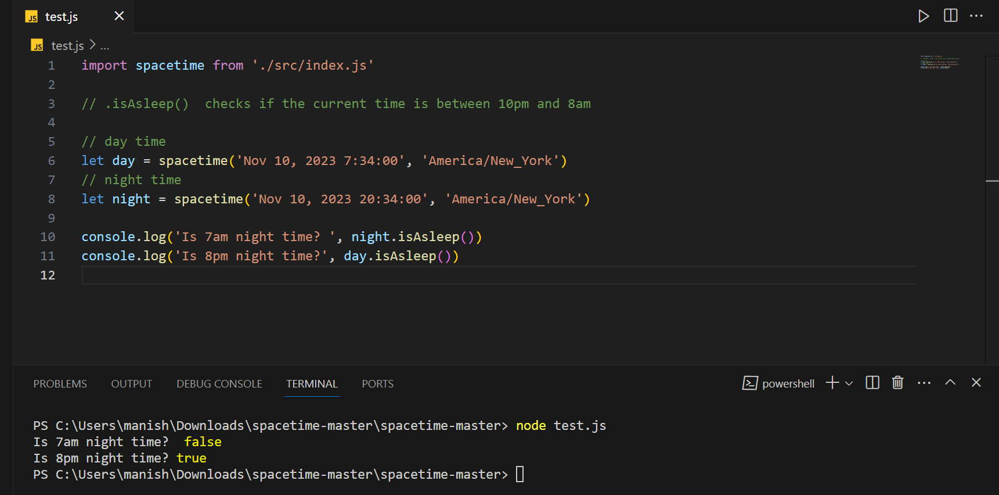 JS test.js
JS test.js > ...
1 import spacetime from './src/index.js'
2
3 // .isAsleep()  checks if the current time is between 10pm and 8am
4
5 // day time
6 let day = spacetime('Nov 10, 2023 7:34:00', 'America/New_York')
7 // night time
8 let night = spacetime('Nov 10, 2023 20:34:00', 'America/New_York')
9
10 console.log('Is 7am night time? ', night.isAsleep())
11 console.log('Is 8pm night time?', day.isAsleep())
12
PROBLEMS OUTPUT DEBUG CONSOLE TERMINAL PORTS powershell
PS C:\Users\manish\Downloads\spacetime-master\spacetime-master> node test.js
Is 7am night time?  false
Is 8pm night time? true
PS C:\Users\manish\Downloads\spacetime-master\spacetime-master>